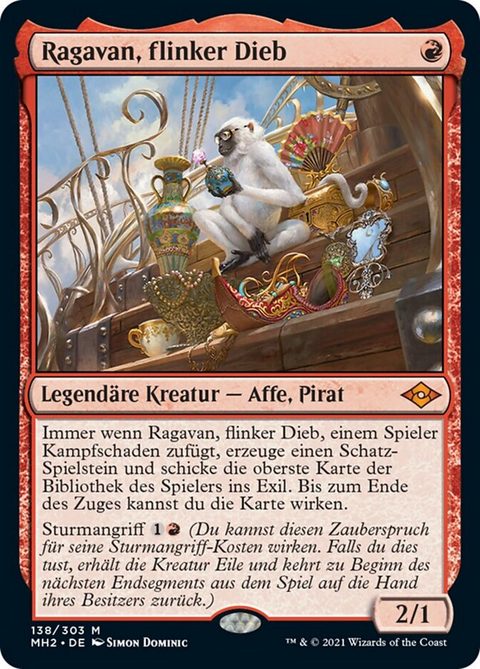 Ragavan, flinker Dieb
Legendäre Kreatur — Affe, Pirat
Immer wenn Ragavan, flinker Dieb, einem Spieler
Kampfschaden zufügt, erzeuge einen Schatz-
Spielstein und schicke die oberste Karte der
Bibliothek des Spielers ins Exil. Bis zum Ende
des Zuges kannst du die Karte wirken.
Sturmangriff 1 (Du kannst diesen Zauberspruch
für seine Sturmangriff-Kosten wirken. Falls du dies
tust, erhält die Kreatur Eile und kehrt zu Beginn des
nächsten Endsegments aus dem Spiel auf die Hand
ihres Besitzers zurück.)
2/1
138/303 M
MH2 • DE Simon Dominic
™ & © 2021 Wizards of the Coast